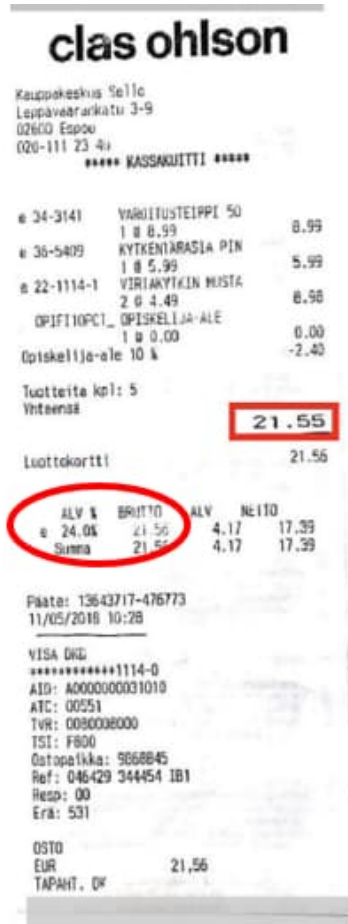 clas ohlson
Kauppakeskus Sello
Leppävaarankatu 3-9
02600 Espoo
020-111 23
***** KASSAKUITTI *****
e 34-3141 VAROITUSTEIPPI 50
1 @ 8.99 8.99
e 36-5409 KYTKENTÄRASIA PIN
1 @ 5.99 5.99
e 22-1114-1 VIRTAKYTKIN MUSTA
2 @ 4.49 8.98
OPIFI10PCT_ OPISKELIJA-ALE
1 @ 0.00 0.00
Opiskelija-ale 10 % -2.40
Tuotteita kpl: 5
Yhteensä 21.55
Luottokortti 21.56
ALV % BRUTTO ALV NETTO
e 24.0% 21.56 4.17 17.39
Summa 21.56 4.17 17.39
Pääte: 13643717-476773
11/05/2018 10:28
VISA
************1114-0
AID: A0000000031010
ATC: 00551
TVR: 0080008000
TSI: F800
Ostopaikka: 9868845
Ref: 046429 344454 IB1
Resp: 00
Erä: 531
OSTO
EUR 21,56
TAPAHT. OK